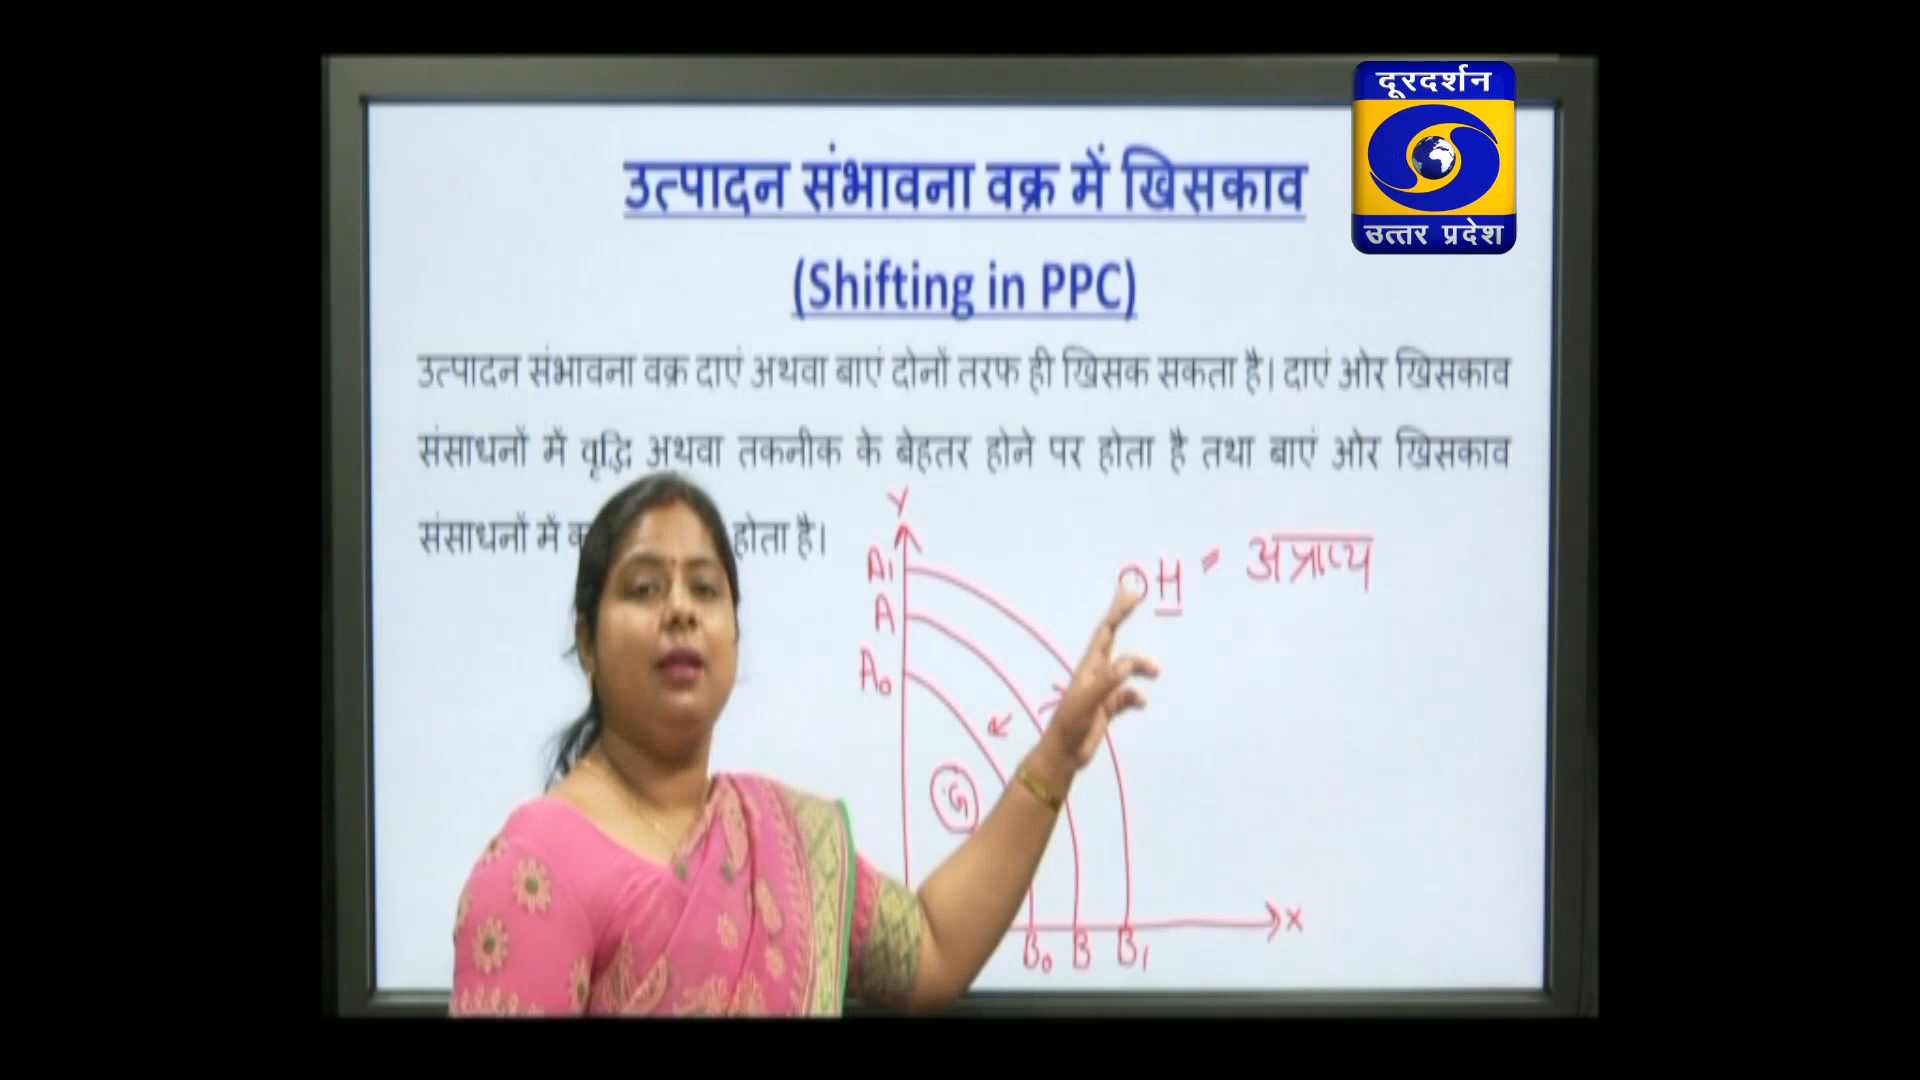 दूरदर्शन
उत्तर प्रदेश
उत्पादन संभावना वक्र में खिसकाव
(Shifting in PPC)
उत्पादन संभावना वक्र दाएं अथवा बाएं दोनों तरफ ही खिसक सकता है। दाएं ओर खिसकाव
संसाधनों में वृद्धि अथवा तकनीक के बेहतर होने पर होता है तथा बाएं ओर खिसकाव
संसाधनों में होता है।
Y
A1
H = अप्राप्य
A
A0
G
X
B0 B B1